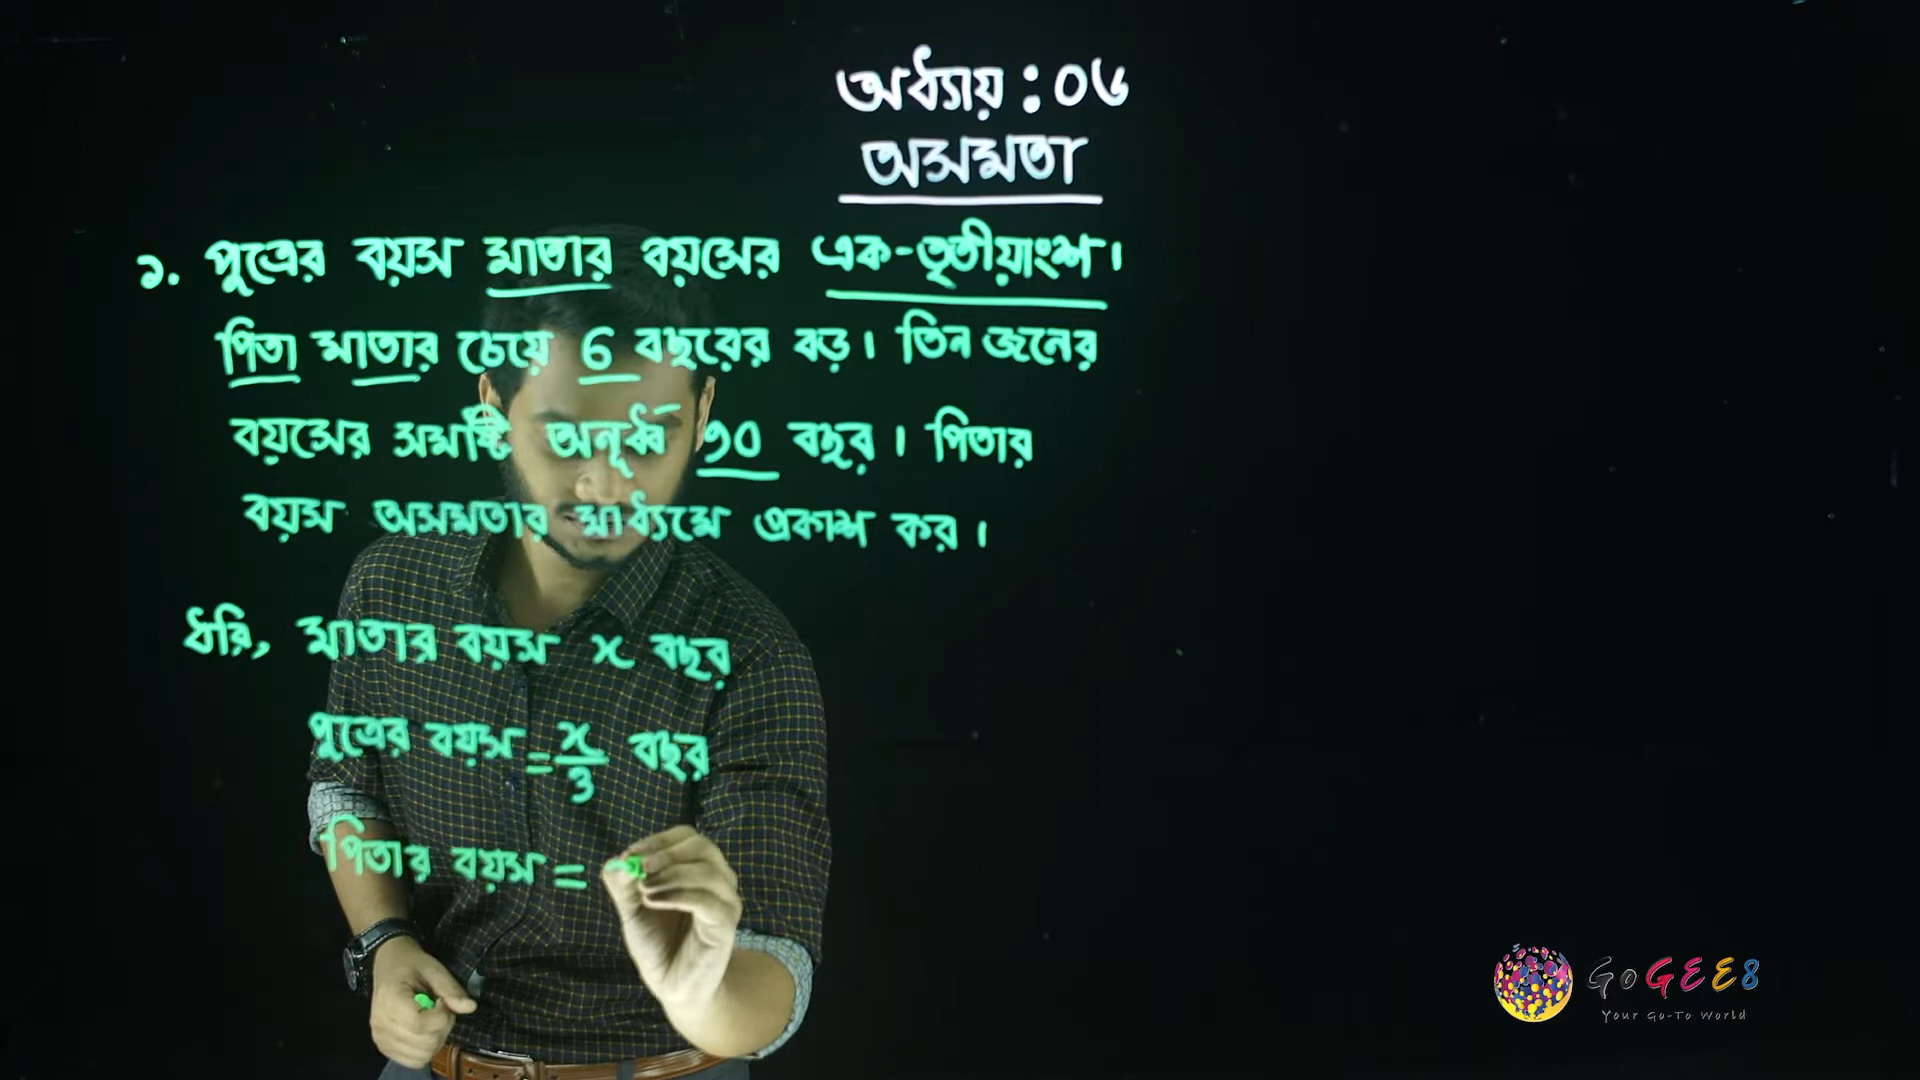 অধ্যায় : ০৬
অসমতা
১. পুত্রের বয়স মাতার বয়সের এক-তৃতীয়াংশ।
পিতা মাতার চেয়ে 6 বছরের বড়। তিন জনের
বয়সের সমষ্টি অনূর্ধ্ব ৯০ বছর। পিতার
বয়স অসমতার মাধ্যমে প্রকাশ কর।
ধরি, মাতার বয়স x বছর
পুত্রের বয়স = x/3 বছর
পিতার বয়স =
GoGEE8
Your Go-To World